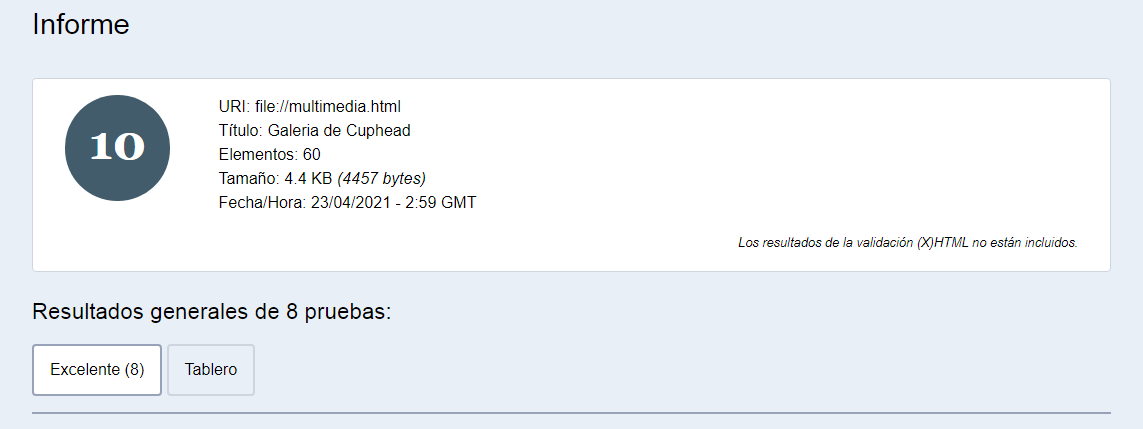 Informe
10
URI: file://multimedia.html
Título: Galeria de Cuphead
Elementos: 60
Tamaño: 4.4 KB (4457 bytes)
Fecha/Hora: 23/04/2021 - 2:59 GMT
Los resultados de la validación (X)HTML no están incluidos.
Resultados generales de 8 pruebas:
Excelente (8)
Tablero